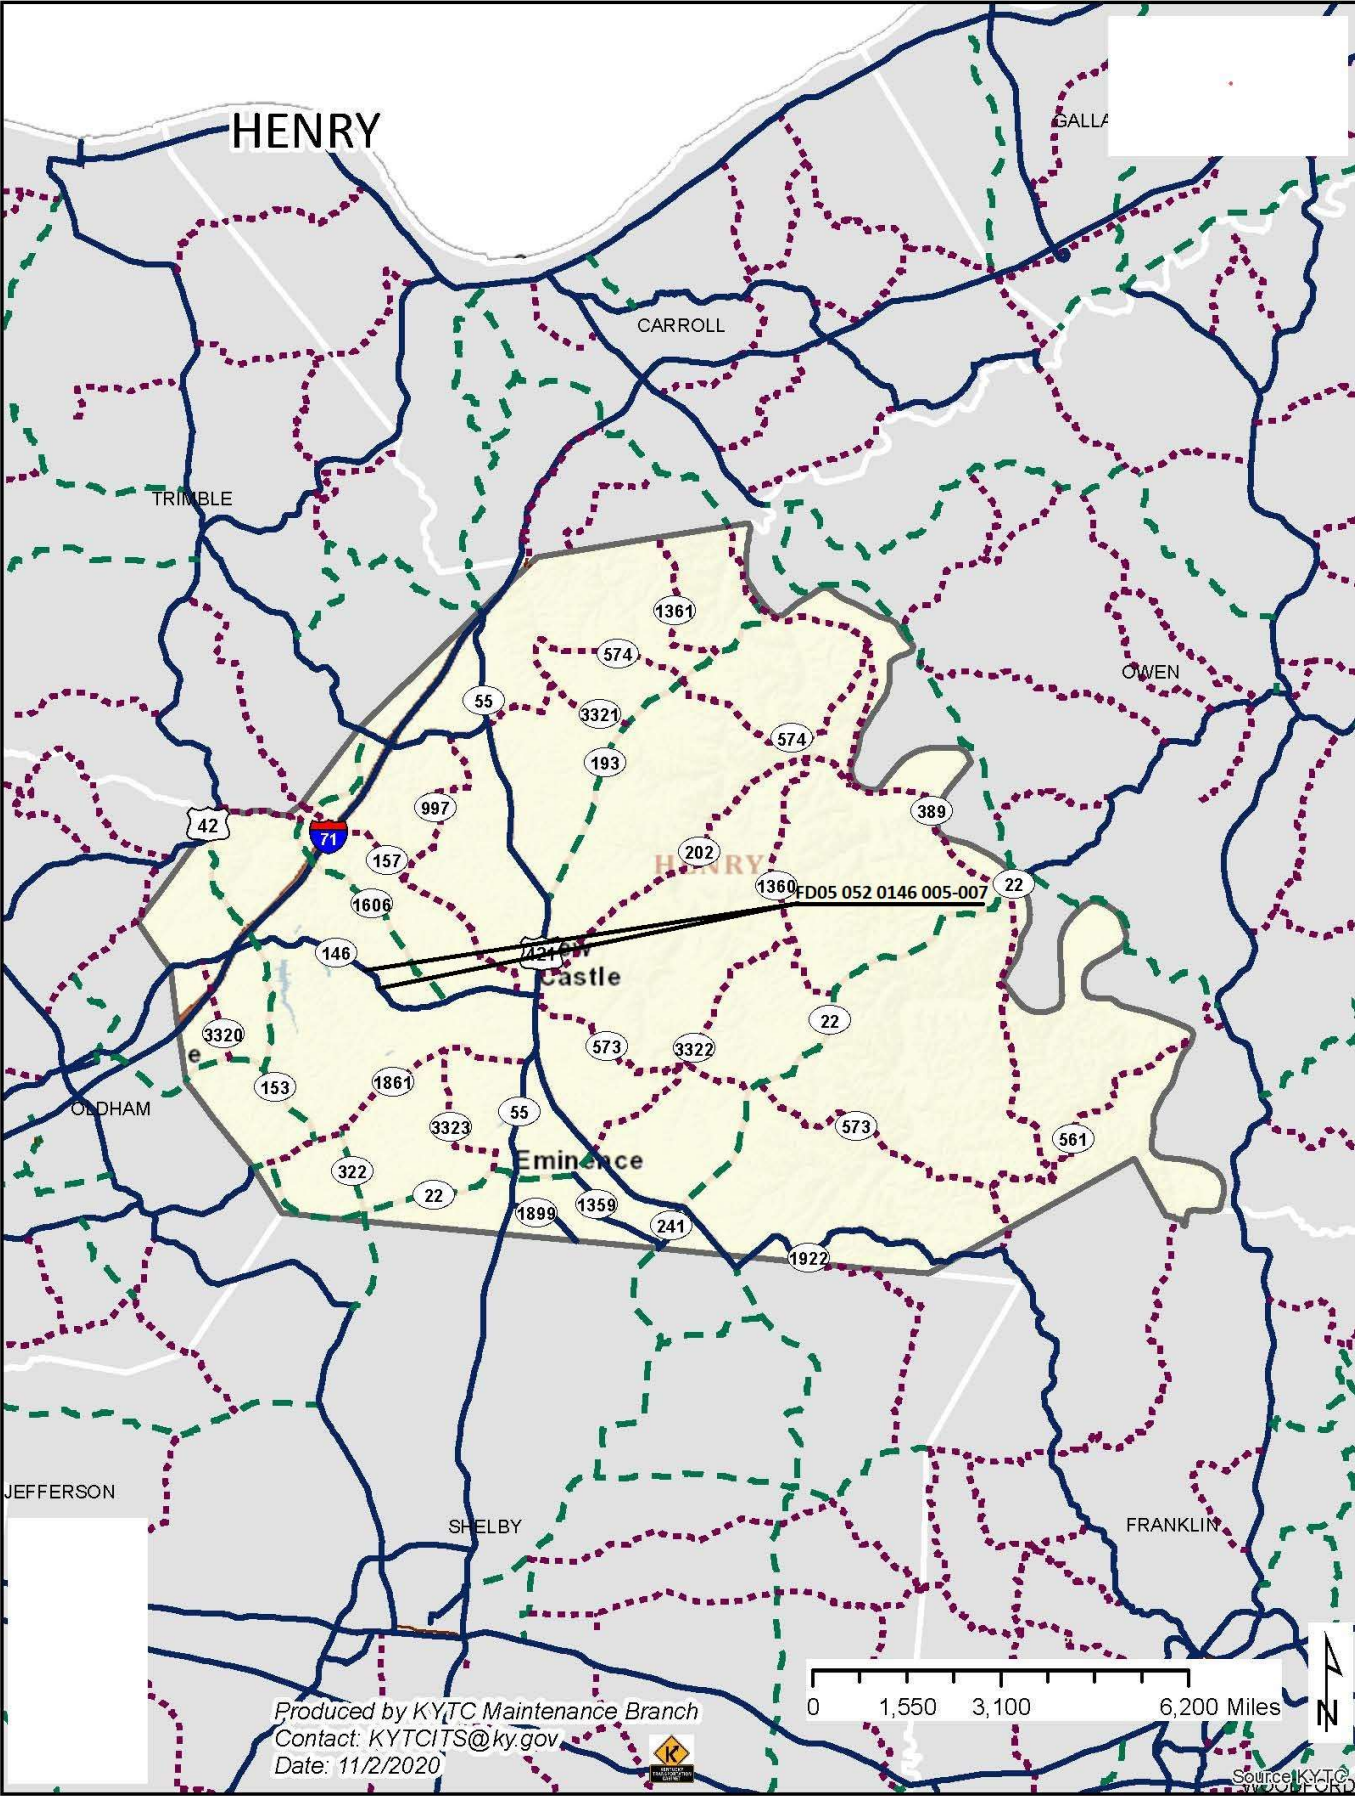 HENRY
GALLA
CARROLL
TRIMBLE
1361
574
OWEN
55
3321
574
193
997
389
42
71
202
157
HENRY
1360
FD05 052 0146 005-007
22
1606
146
421
Castle
22
3320
573
3322
e
153
1861
OLDHAM
55
3323
573
561
Eminence
322
22
1359
1899
241
1922
JEFFERSON
SHELBY
FRANKLIN
0 1,550 3,100 6,200 Miles
N
Produced by KYTC Maintenance Branch
Contact: KYTCITS@ky.gov
Date: 11/2/2020
Source KYTC
WOODFORD